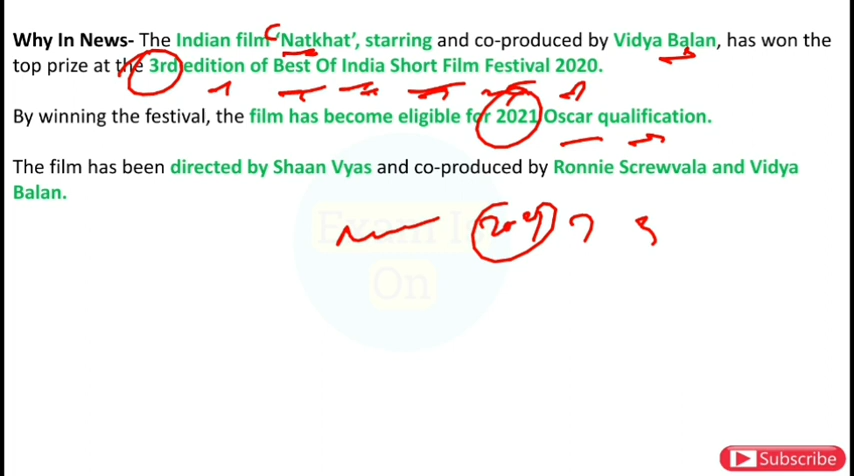 Why In News- The Indian film 'Natkhat', starring and co-produced by Vidya Balan, has won the
top prize at the 3rd edition of Best Of India Short Film Festival 2020.
By winning the festival, the film has become eligible for 2021 Oscar qualification.
The film has been directed by Shaan Vyas and co-produced by Ronnie Screwvala and Vidya
Balan.
Exam Is
On
Subscribe